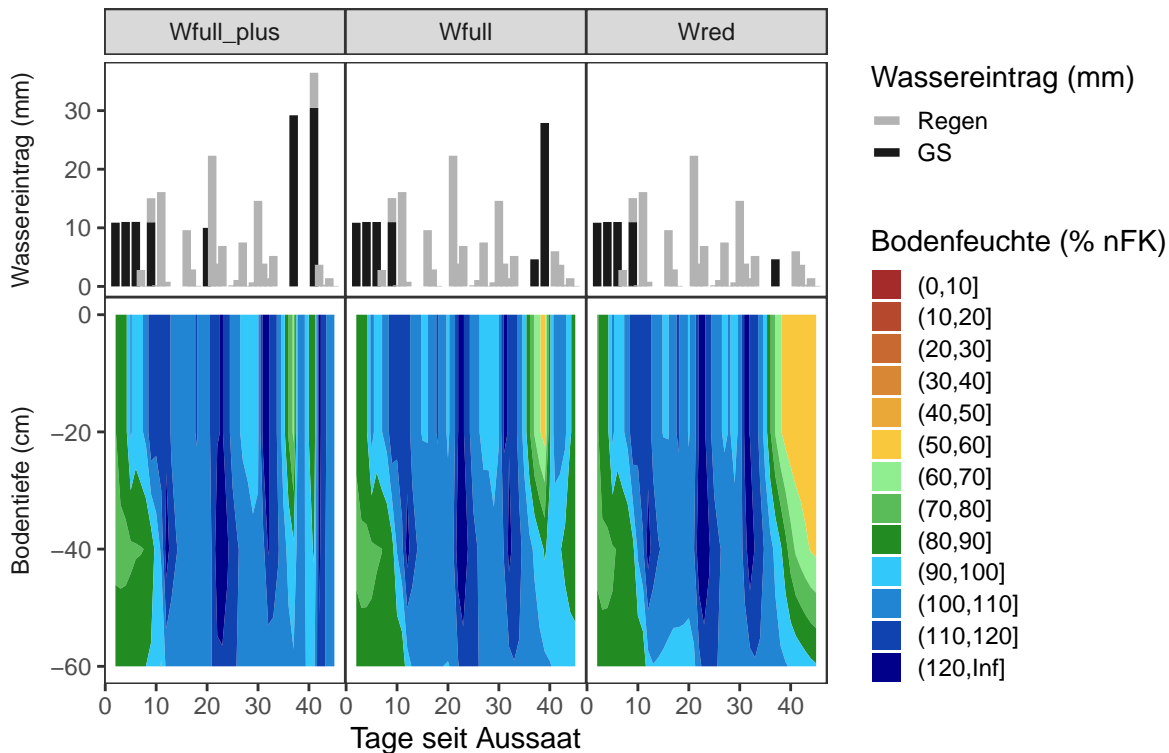 Wfull_plus Wfull Wred
Wassereintrag (mm)
30
20
10
0
Bodentiefe (cm)
0
−20
−40
−60
0 10 20 30 40 0 10 20 30 40 0 10 20 30 40
Tage seit Aussaat
Wassereintrag (mm)
Regen
GS
Bodenfeuchte (% nFK)
(0,10]
(10,20]
(20,30]
(30,40]
(40,50]
(50,60]
(60,70]
(70,80]
(80,90]
(90,100]
(100,110]
(110,120]
(120,Inf]